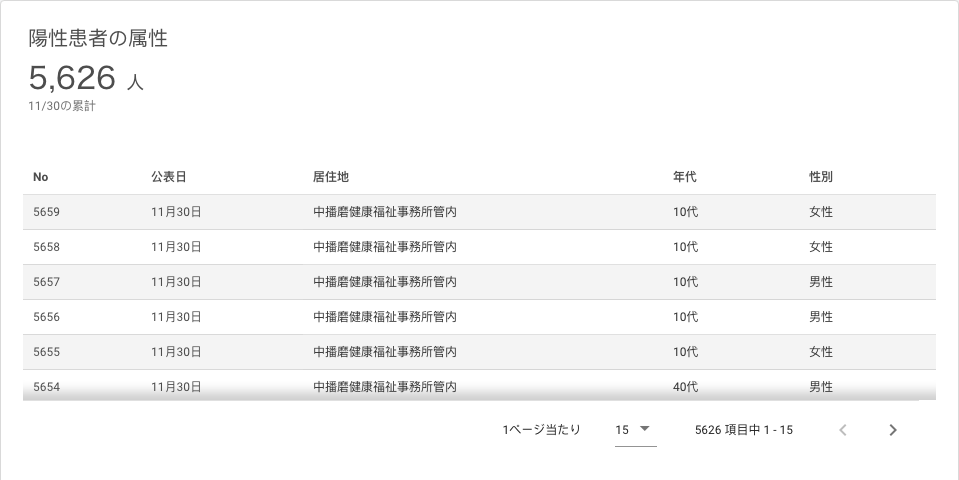 陽性患者の属性
5,626 人
11/30の累計
No 公表日 居住地 年代 性別
5659 11月30日 中播磨健康福祉事務所管内 10代 女性
5658 11月30日 中播磨健康福祉事務所管内 10代 女性
5657 11月30日 中播磨健康福祉事務所管内 10代 男性
5656 11月30日 中播磨健康福祉事務所管内 10代 男性
5655 11月30日 中播磨健康福祉事務所管内 10代 女性
5654 11月30日 中播磨健康福祉事務所管内 40代 男性
1ページ当たり 15 5626 項目中 1 - 15